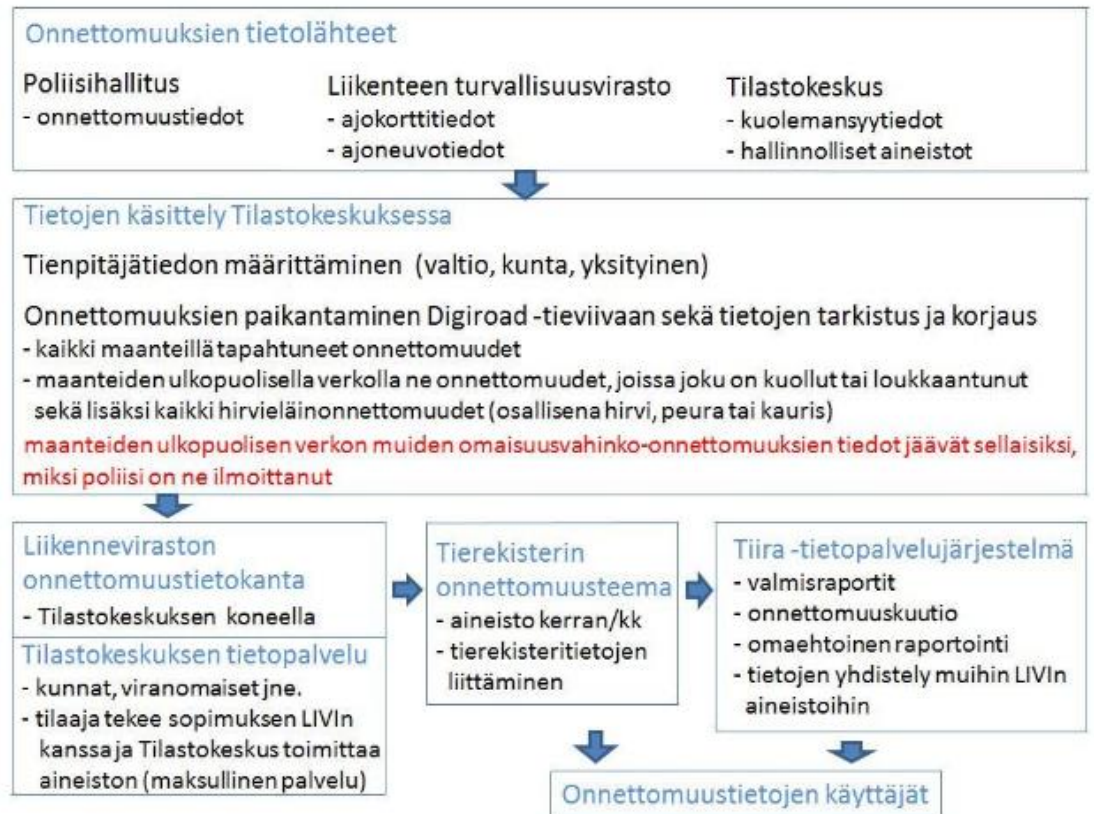 Onnettomuuksien tietolähteet
Poliisihallitus
- onnettomuustiedot
Liikenteen turvallisuusvirasto
- ajokorttitiedot
- ajoneuvotiedot
Tilastokeskus
- kuolemansyytiedot
- hallinnolliset aineistot
Tietojen käsittely Tilastokeskuksessa
Tienpitäjätiedon määrittäminen (valtio, kunta, yksityinen)
Onnettomuuksien paikantaminen Digiroad -tieviivaan sekä tietojen tarkistus ja korjaus
- kaikki maanteillä tapahtuneet onnettomuudet
- maanteiden ulkopuolisella verkolla ne onnettomuudet, joissa joku on kuollut tai loukkaantunut
sekä lisäksi kaikki hirvieläinonnettomuudet (osallisena hirvi, peura tai kauris)
maanteiden ulkopuolisen verkon muiden omaisuusvahinko-onnettomuuksien tiedot jäävät sellaisiksi,
miksi poliisi on ne ilmoittanut
Liikenneviraston
onnettomuustietokanta
- Tilastokeskuksen koneella
Tilastokeskuksen tietopalvelu
- kunnat, viranomaiset jne.
- tilaaja tekee sopimuksen LIVIn
kanssa ja Tilastokeskus toimittaa
aineiston (maksullinen palvelu)
Tierekisterin
onnettomuusteema
- aineisto kerran/kk
- tierekisteritietojen
liittäminen
Tiira -tietopalvelujärjestelmä
- valmisraportit
- onnettomuuskuutio
- omaehtoinen raportointi
- tietojen yhdistely muihin LIVIn
aineistoihin
Onnettomuustietojen käyttäjät